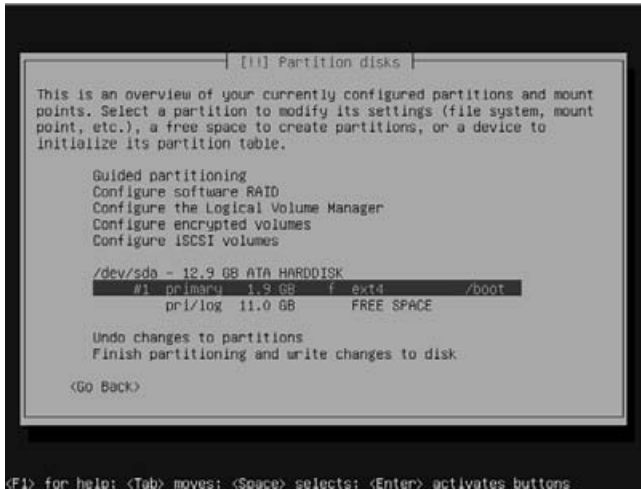 [!!] Partition disks
This is an overview of your currently configured partitions and mount
points. Select a partition to modify its settings (file system, mount
point, etc.), a free space to create partitions, or a device to
initialize its partition table.
Guided partitioning
Configure software RAID
Configure the Logical Volume Manager
Configure encrypted volumes
Configure iSCSI volumes
/dev/sda - 12.9 GB ATA HARDDISK
#1 primary 1.9 GB f ext4 /boot
pri/log 11.0 GB FREE SPACE
Undo changes to partitions
Finish partitioning and write changes to disk
<Go Back>
<F1> for help; <Tab> moves; <Space> selects; <Enter> activates buttons